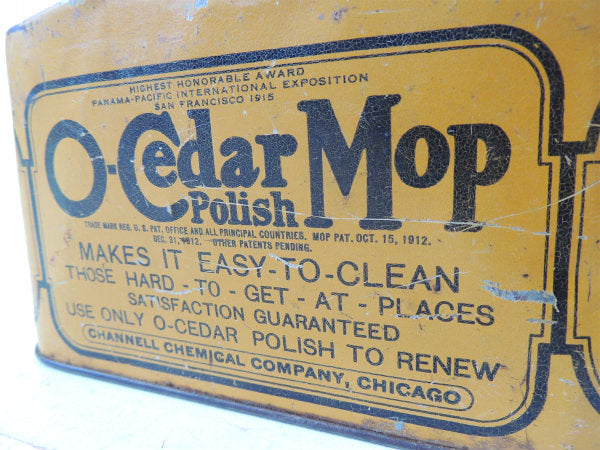 HIGHEST HONORABLE AWARD
PANAMA-PACIFIC INTERNATIONAL EXPOSITION
SAN FRANCISCO 1915
O-Cedar Mop
Polish
TRADE MARK REG. U. S. PAT. OFFICE AND ALL PRINCIPAL COUNTRIES. MOP PAT. OCT. 15, 1912.
DEC. 31, 1912. OTHER PATENTS PENDING.
MAKES IT EASY-TO-CLEAN
THOSE HARD-TO-GET-AT-PLACES
SATISFACTION GUARANTEED
USE ONLY O-CEDAR POLISH TO RENEW
CHANNELL CHEMICAL COMPANY, CHICAGO